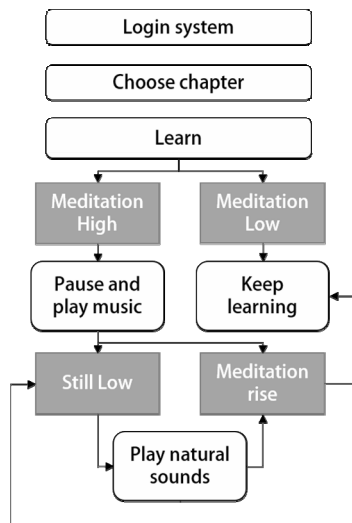 Login system
Choose chapter
Learn
Meditation
High
Meditation
Low
Pause and
play music
Keep
learning
Still Low
Meditation
rise
Play natural
sounds